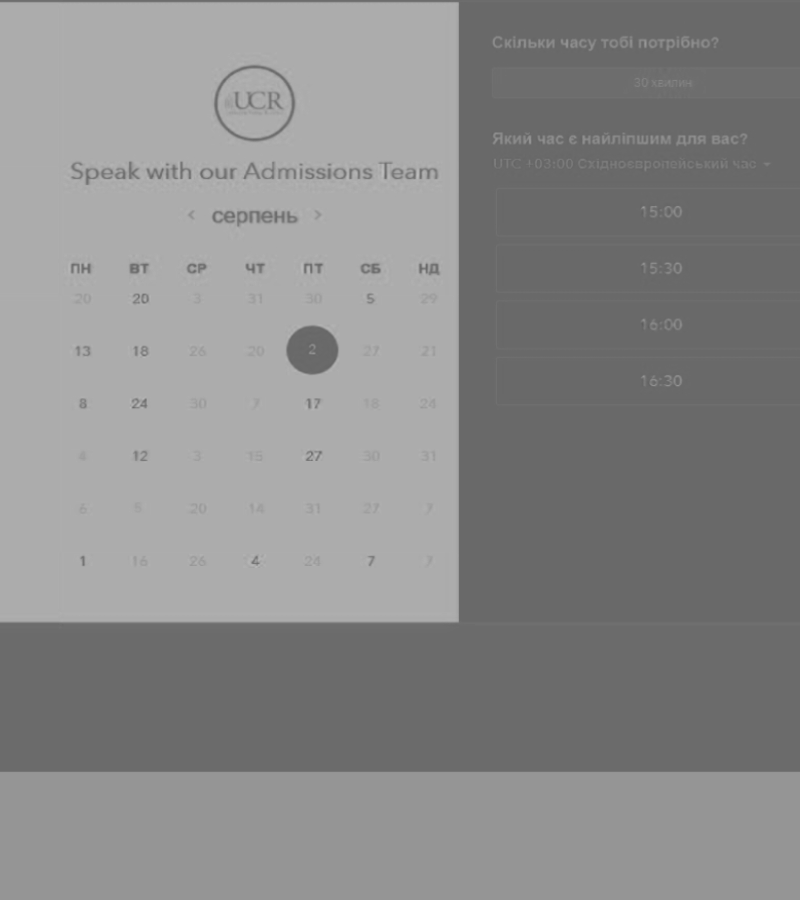 UCR
Speak with our Admissions Team
< серпень >
ПН ВТ СР ЧТ ПТ СБ НД
20 20 3 31 30 5 29
13 18 26 20 2 27 21
8 24 30 7 17 18 24
4 12 3 15 27 30 31
6 8 20 14 31 27 7
1 16 26 4 24 7 7
Скільки часу тобі потрібно?
30 хвилин
Який час є найліпшим для вас?
UTC +03:00 Східноєвропейський час
15:00
15:30
16:00
16:30